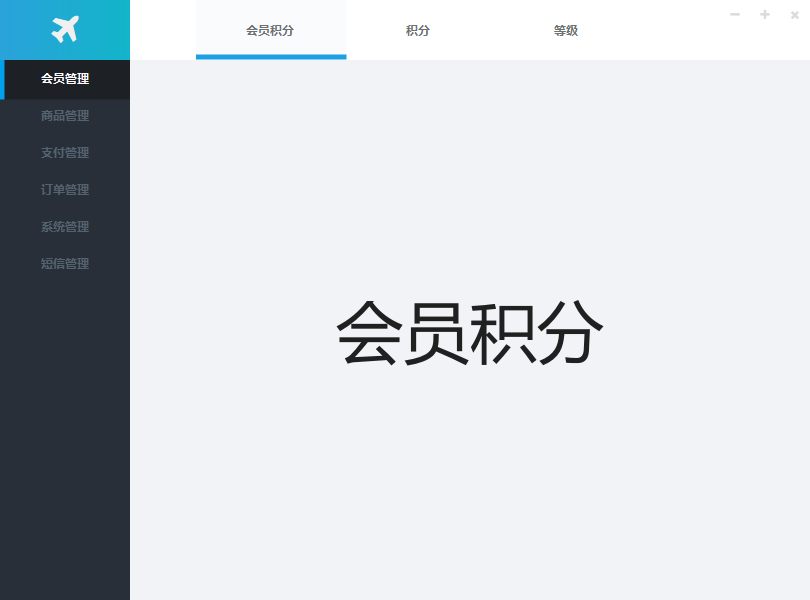 会员积分
积分
等级
会员管理
商品管理
支付管理
订单管理
系统管理
短信管理
会员积分